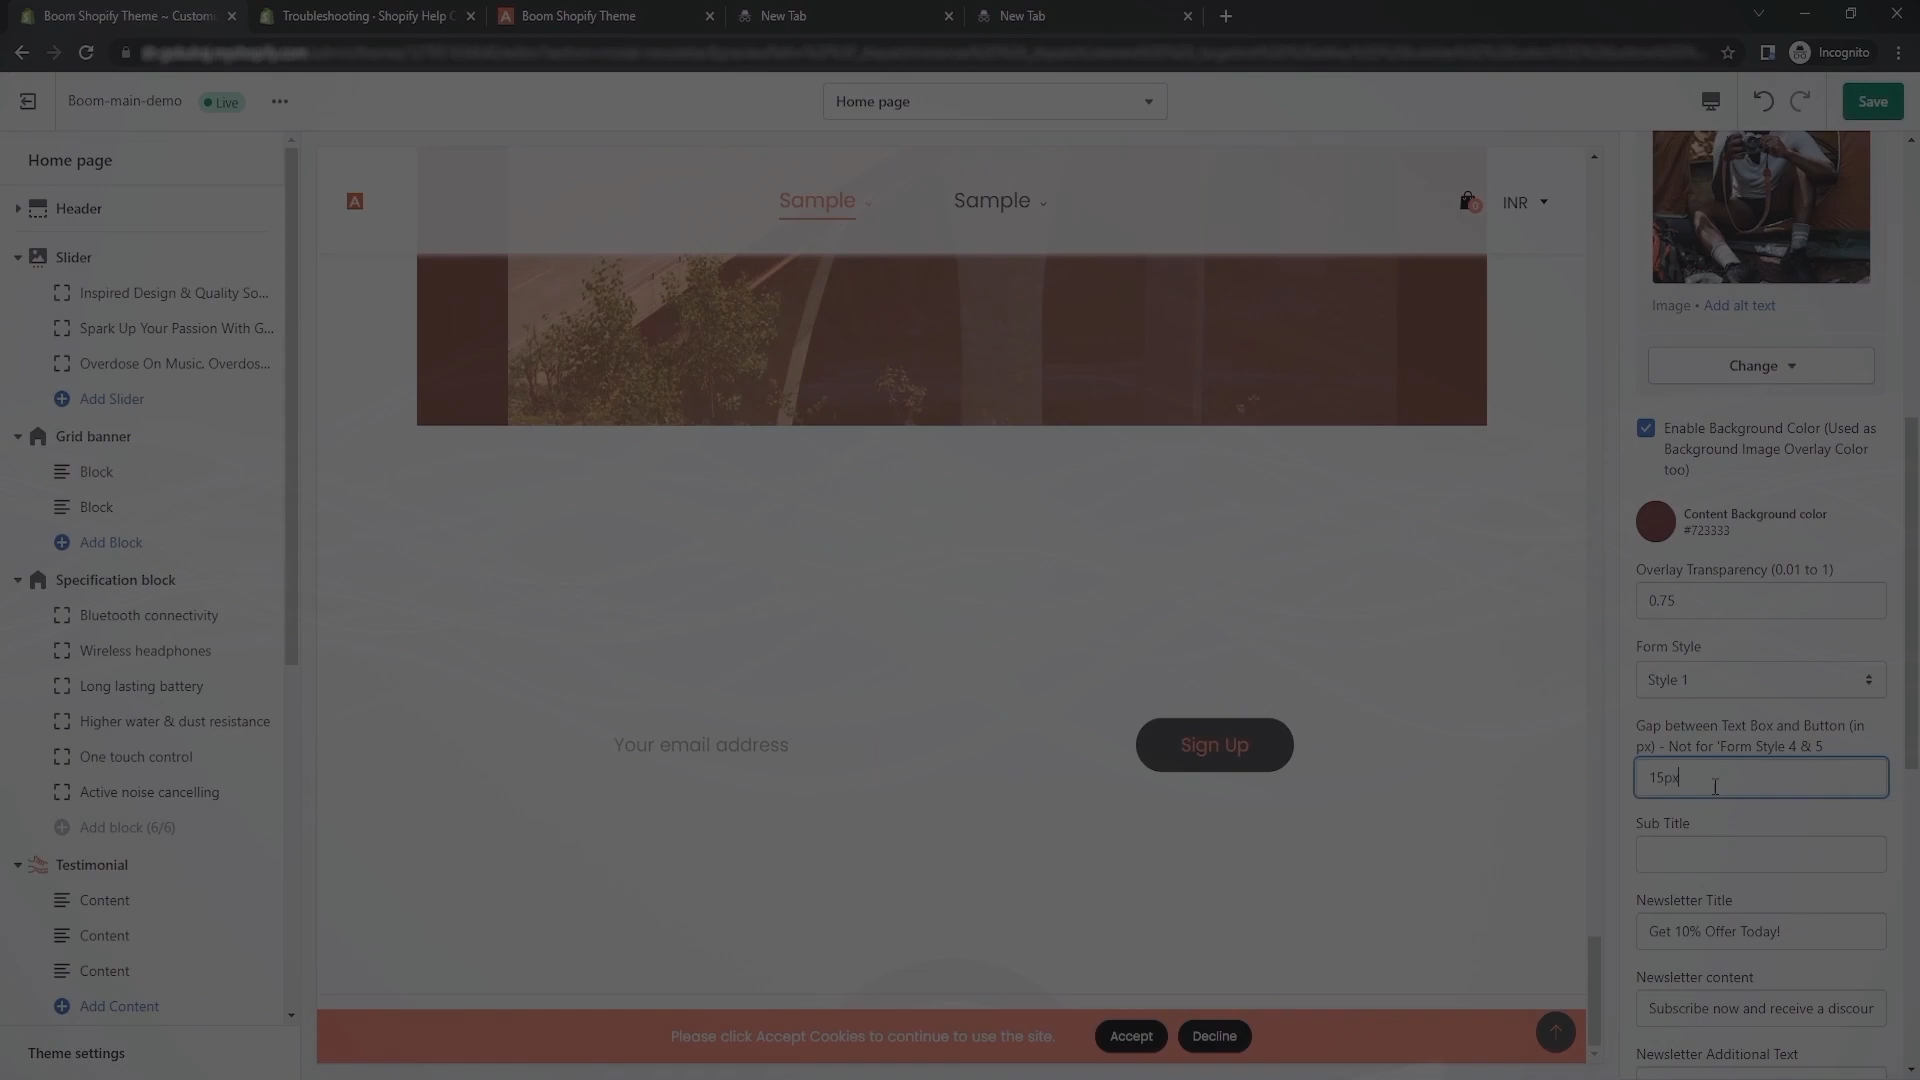 Boom Shopify Theme ~ Custom
Troubleshooting · Shopify Help C
Boom Shopify Theme
New Tab
New Tab
Incognito
Boom-main-demo
Live
Home page
Save
Home page
Header
Slider
Inspired Design & Quality So...
Spark Up Your Passion With G...
Overdose On Music. Overdos...
Add Slider
Grid banner
Block
Block
Add Block
Specification block
Bluetooth connectivity
Wireless headphones
Long lasting battery
Higher water & dust resistance
One touch control
Active noise cancelling
Add block (6/6)
Testimonial
Content
Content
Content
Add Content
Theme settings
A
Sample
Sample
0
INR
Your email address
Sign Up
Please click Accept Cookies to continue to use the site.
Accept
Decline
Image • Add alt text
Change
Enable Background Color (Used as
Background Image Overlay Color
too)
Content Background color
#723333
Overlay Transparency (0.01 to 1)
0.75
Form Style
Style 1
Gap between Text Box and Button (in
px) - Not for 'Form Style 4 & 5
15px
Sub Title
Newsletter Title
Get 10% Offer Today!
Newsletter content
Subscribe now and receive a discour
Newsletter Additional Text